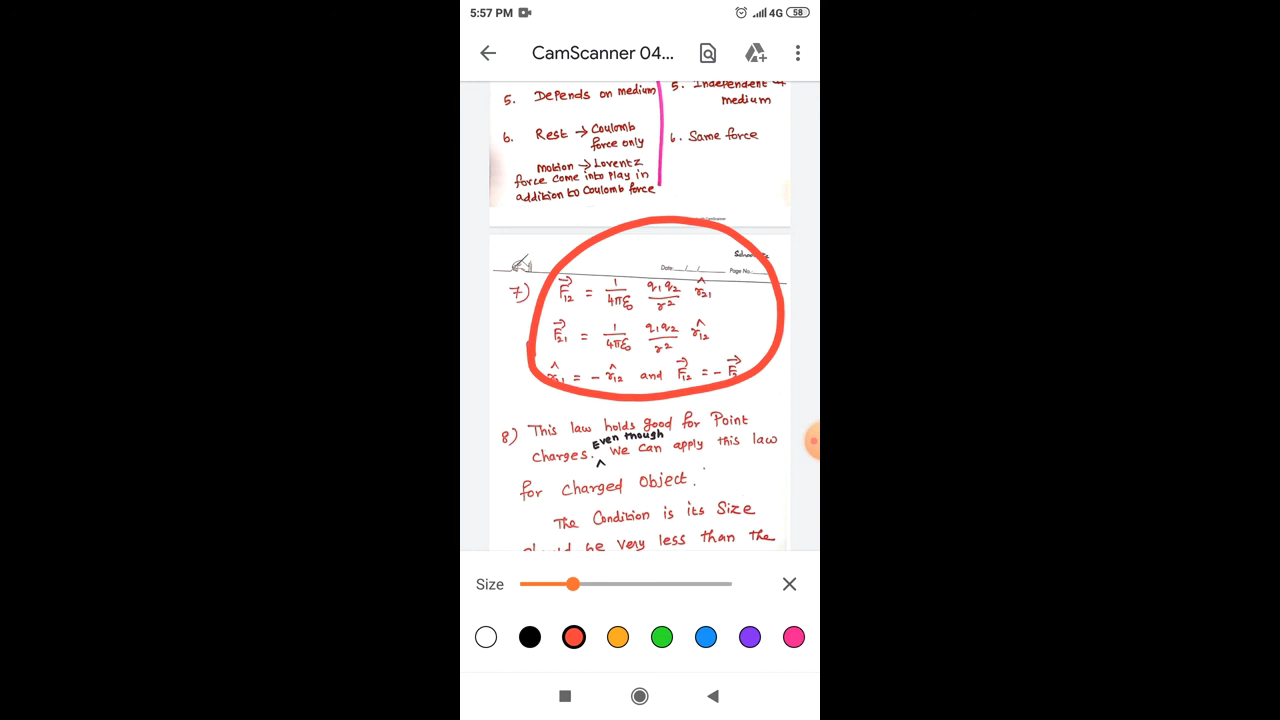 5:57 PM 4G 58
CamScanner 04...
5. Depends on medium
5. Independent of
medium
6. Rest → Coulomb
force only
6. Same force
Motion → Lorentz
force come into Play in
addition to Coulomb force
Date: __/__/__ Page No.:
7) F⃗12 = 1/4πε0 q1q2/r² r̂21
F⃗21 = 1/4πε0 q1q2/r² r̂12
r̂21 = - r̂12 and F⃗12 = - F⃗2
8) This law holds good for Point
charges. Even though We can apply this law
for charged object.
The Condition is its Size
should be very less than the
Size